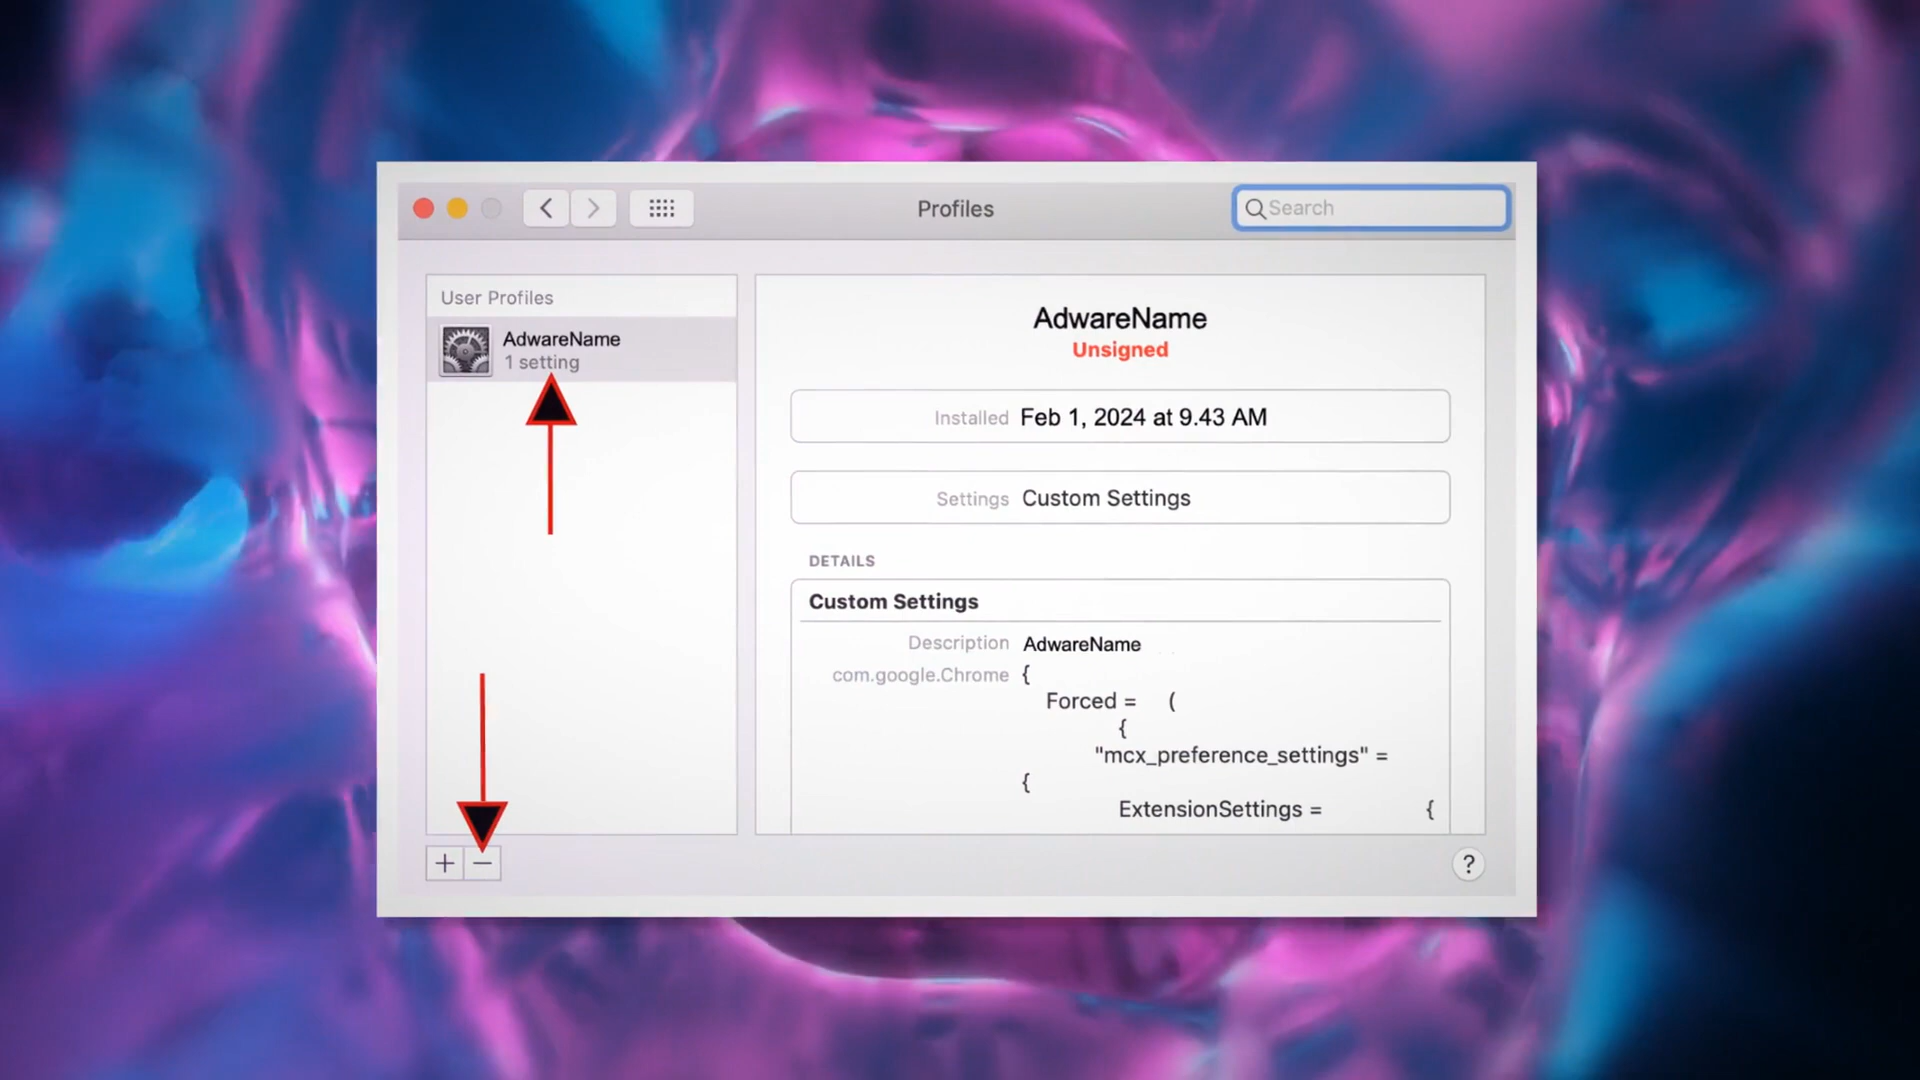 Profiles
Search
User Profiles
AdwareName
1 setting
AdwareName
Unsigned
Installed Feb 1, 2024 at 9.43 AM
Settings Custom Settings
DETAILS
Custom Settings
Description AdwareName
com.google.Chrome {
Forced = (
{
"mcx_preference_settings" =
{
ExtensionSettings = {
+ −
?